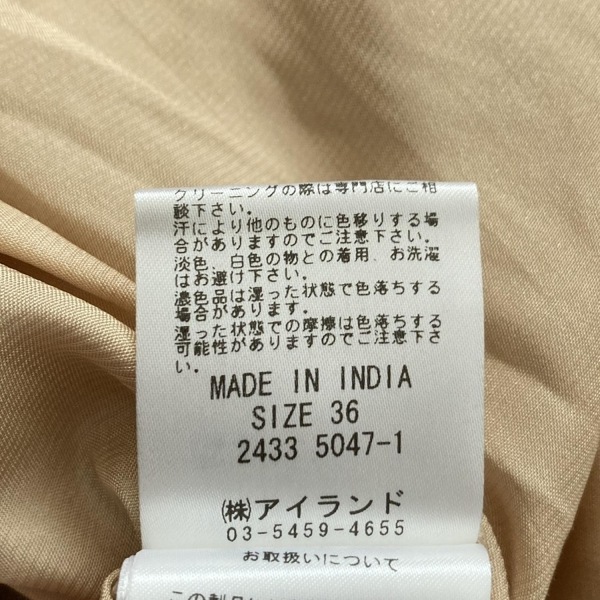 クリーニングの際は専門店にご相
談下さい。
汗により他のものに色移りする場
合がありますのでご注意下さい。
淡色、白色の物との着用、お洗濯
はお避け下さい。
濃色品は湿った状態で色落ちする
場合があります。
湿った状態での摩擦は色落ちする
可能性がありますのでご注意下さ
い。
MADE IN INDIA
SIZE 36
2433 5047-1
㈱アイランド
03-5459-4655
お取扱いについて
この製品